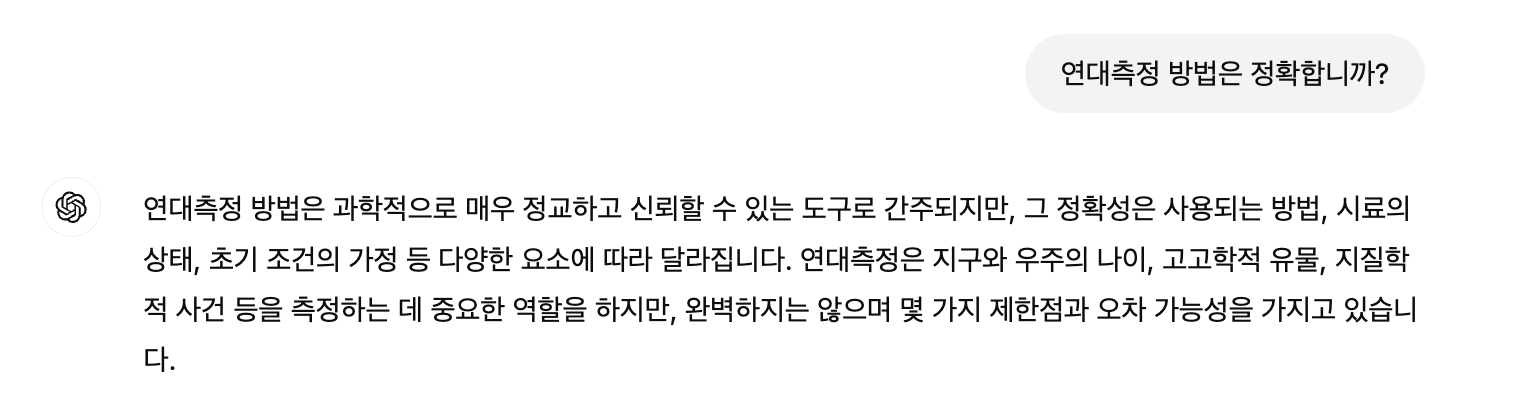 연대측정 방법은 정확합니까?
연대측정 방법은 과학적으로 매우 정교하고 신뢰할 수 있는 도구로 간주되지만, 그 정확성은 사용되는 방법, 시료의
상태, 초기 조건의 가정 등 다양한 요소에 따라 달라집니다. 연대측정은 지구와 우주의 나이, 고고학적 유물, 지질학
적 사건 등을 측정하는 데 중요한 역할을 하지만, 완벽하지는 않으며 몇 가지 제한점과 오차 가능성을 가지고 있습니
다.